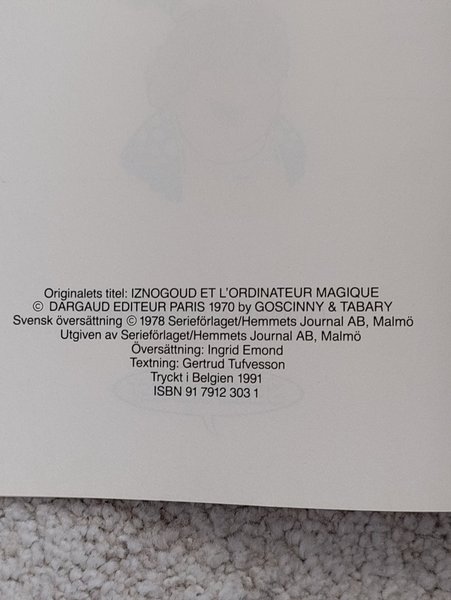 Originalets titel: IZNOGOUD ET L'ORDINATEUR MAGIQUE
© DARGAUD EDITEUR PARIS 1970 by GOSCINNY & TABARY
Svensk översättning © 1978 Serieförlaget/Hemmets Journal AB, Malmö
Utgiven av Serieförlaget/Hemmets Journal AB, Malmö
Översättning: Ingrid Emond
Textning: Gertrud Tufvesson
Tryckt i Belgien 1991
ISBN 91 7912 303 1